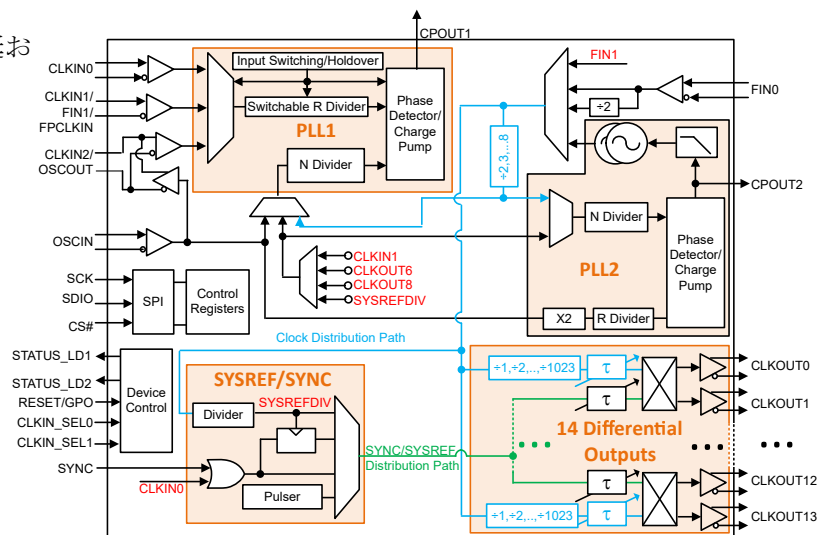 お
CPOUT1
CLKIN0
CLKIN1/
FIN1/
FPCLKIN
CLKIN2/
OSCOUT
OSCIN
SCK
SDIO
CS#
STATUS_LD1
STATUS_LD2
RESET/GPO
CLKIN_SEL0
CLKIN_SEL1
SYNC
Input Switching/Holdover
Switchable R Divider
PLL1
N Divider
Phase
Detector/
Charge
Pump
FIN1
FIN0
÷2
÷2,3,...8
CPOUT2
N Divider
PLL2
Phase
Detector/
Charge
Pump
X2
R Divider
CLKIN1
CLKOUT6
CLKOUT8
SYSREFDIV
SPI
Control
Registers
Device
Control
Clock Distribution Path
SYSREF/SYNC
Divider
SYSREFDIV
CLKIN0
Pulser
SYNC/SYSREF
Distribution Path
÷1,÷2,..,÷1023
τ
τ
14 Differential
Outputs
τ
÷1,÷2,..,÷1023
τ
CLKOUT0
CLKOUT1
CLKOUT12
CLKOUT13